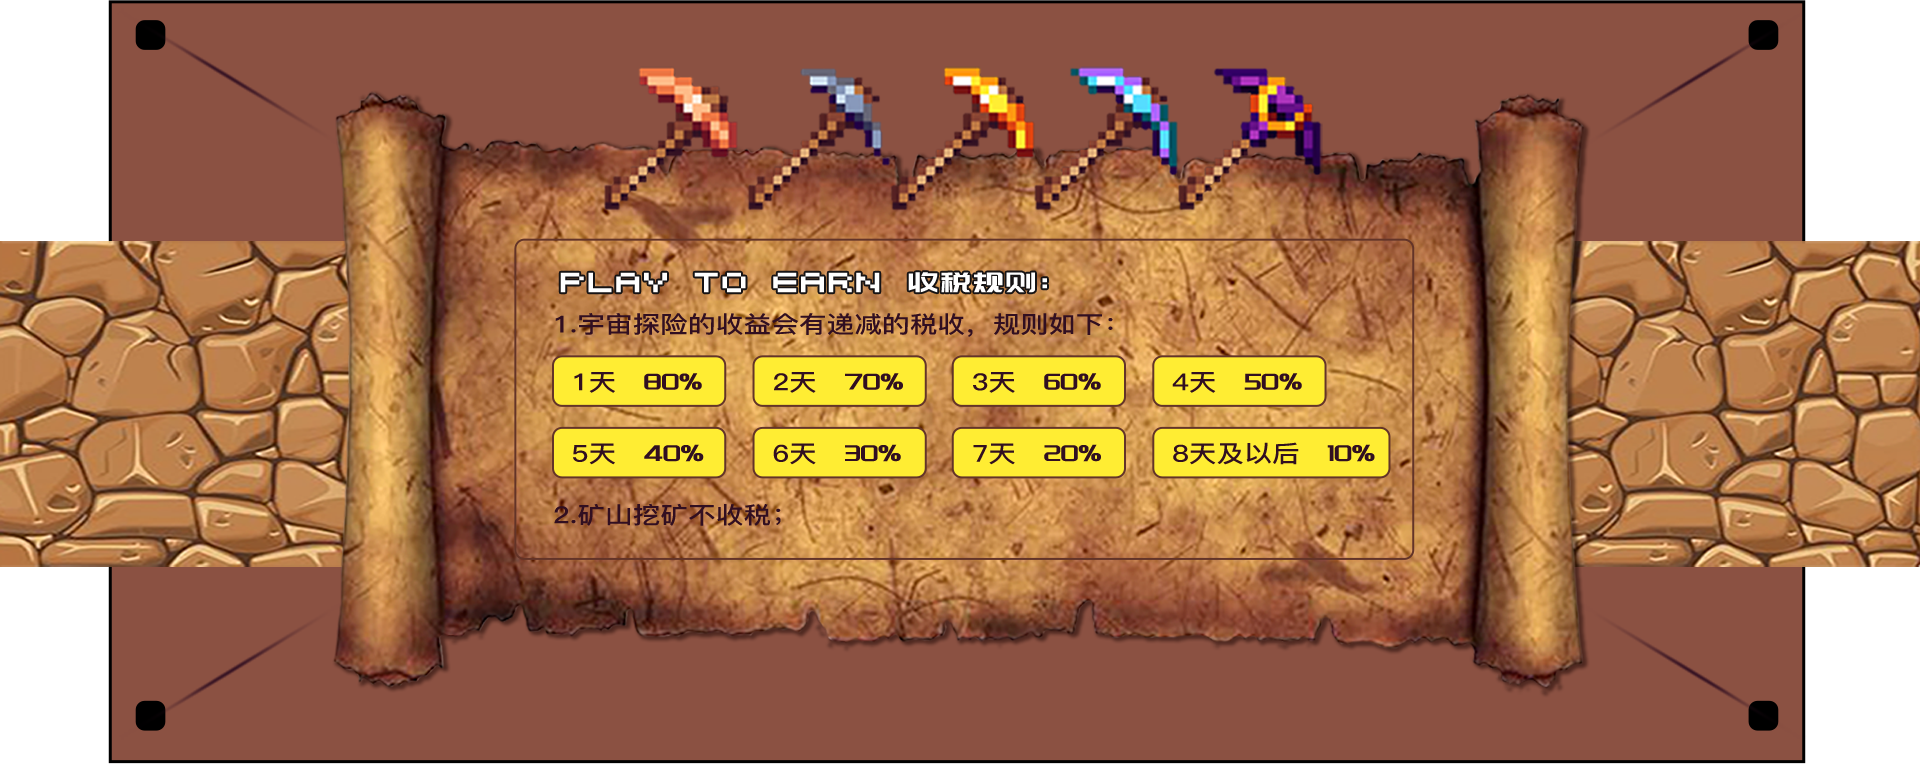 PLAY TO EARN 收税规则:
1.宇宙探险的收益会有递减的税收，规则如下:
1天 80% 2天 70% 3天 60% 4天 50%
5天 40% 6天 30% 7天 20% 8天及以后 10%
2.矿山挖矿不收税;